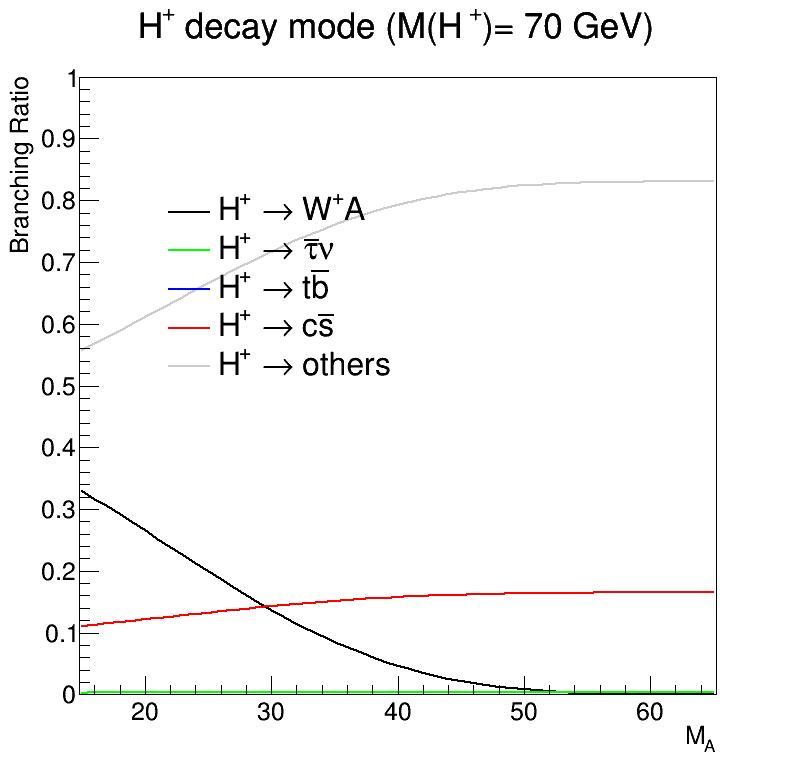 H⁺ decay mode (M(H⁺)= 70 GeV)
Branching Ratio
1
0.9
0.8
0.7
0.6
0.5
0.4
0.3
0.2
0.1
0
H⁺ → W⁺A
H⁺ → τ̅ν
H⁺ → tb̅
H⁺ → cs̅
H⁺ → others
20 30 40 50 60
M_A